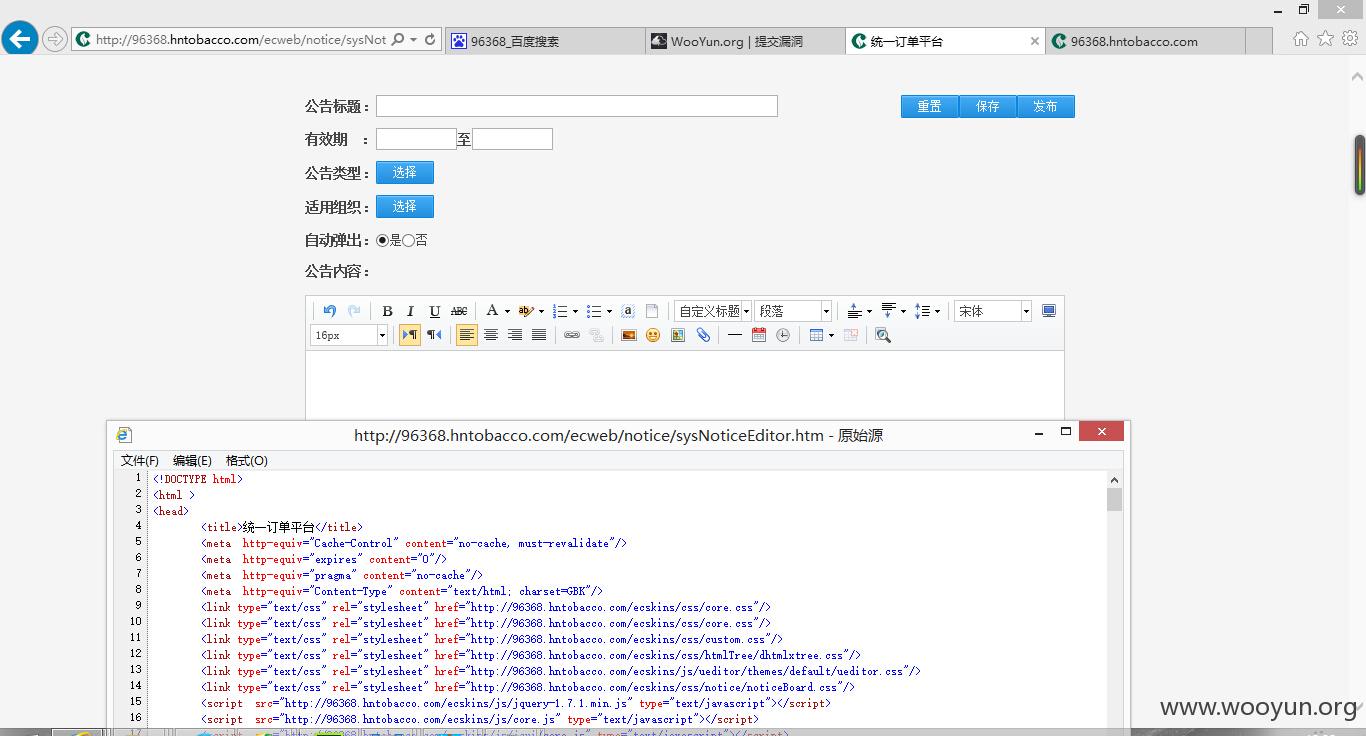 http://96368.hntobacco.com/ecweb/notice/sysNot
96368_百度搜索
WooYun.org | 提交漏洞
统一订单平台
96368.hntobacco.com
公告标题：
重置 保存 发布
有效期 ： 至
公告类型： 选择
适用组织： 选择
自动弹出： 是 否
公告内容：
B I U ABC A ab a 自定义标题 段落 宋体
16px
http://96368.hntobacco.com/ecweb/notice/sysNoticeEditor.htm - 原始源
文件(F) 编辑(E) 格式(O)
1 <!DOCTYPE html>
2 <html >
3 <head>
4 <title>统一订单平台</title>
5 <meta http-equiv="Cache-Control" content="no-cache, must-revalidate"/>
6 <meta http-equiv="expires" content="0"/>
7 <meta http-equiv="pragma" content="no-cache"/>
8 <meta http-equiv="Content-Type" content="text/html; charset=GBK"/>
9 <link type="text/css" rel="stylesheet" href="http://96368.hntobacco.com/ecskins/css/core.css"/>
10 <link type="text/css" rel="stylesheet" href="http://96368.hntobacco.com/ecskins/css/core.css"/>
11 <link type="text/css" rel="stylesheet" href="http://96368.hntobacco.com/ecskins/css/custom.css"/>
12 <link type="text/css" rel="stylesheet" href="http://96368.hntobacco.com/ecskins/css/htmlTree/dhtmlxtree.css"/>
13 <link type="text/css" rel="stylesheet" href="http://96368.hntobacco.com/ecskins/js/ueditor/themes/default/ueditor.css"/>
14 <link type="text/css" rel="stylesheet" href="http://96368.hntobacco.com/ecskins/css/notice/noticeBoard.css"/>
15 <script src="http://96368.hntobacco.com/ecskins/js/jquery-1.7.1.min.js" type="text/javascript"></script>
16 <script src="http://96368.hntobacco.com/ecskins/js/core.js" type="text/javascript"></script>
www.wooyun.org